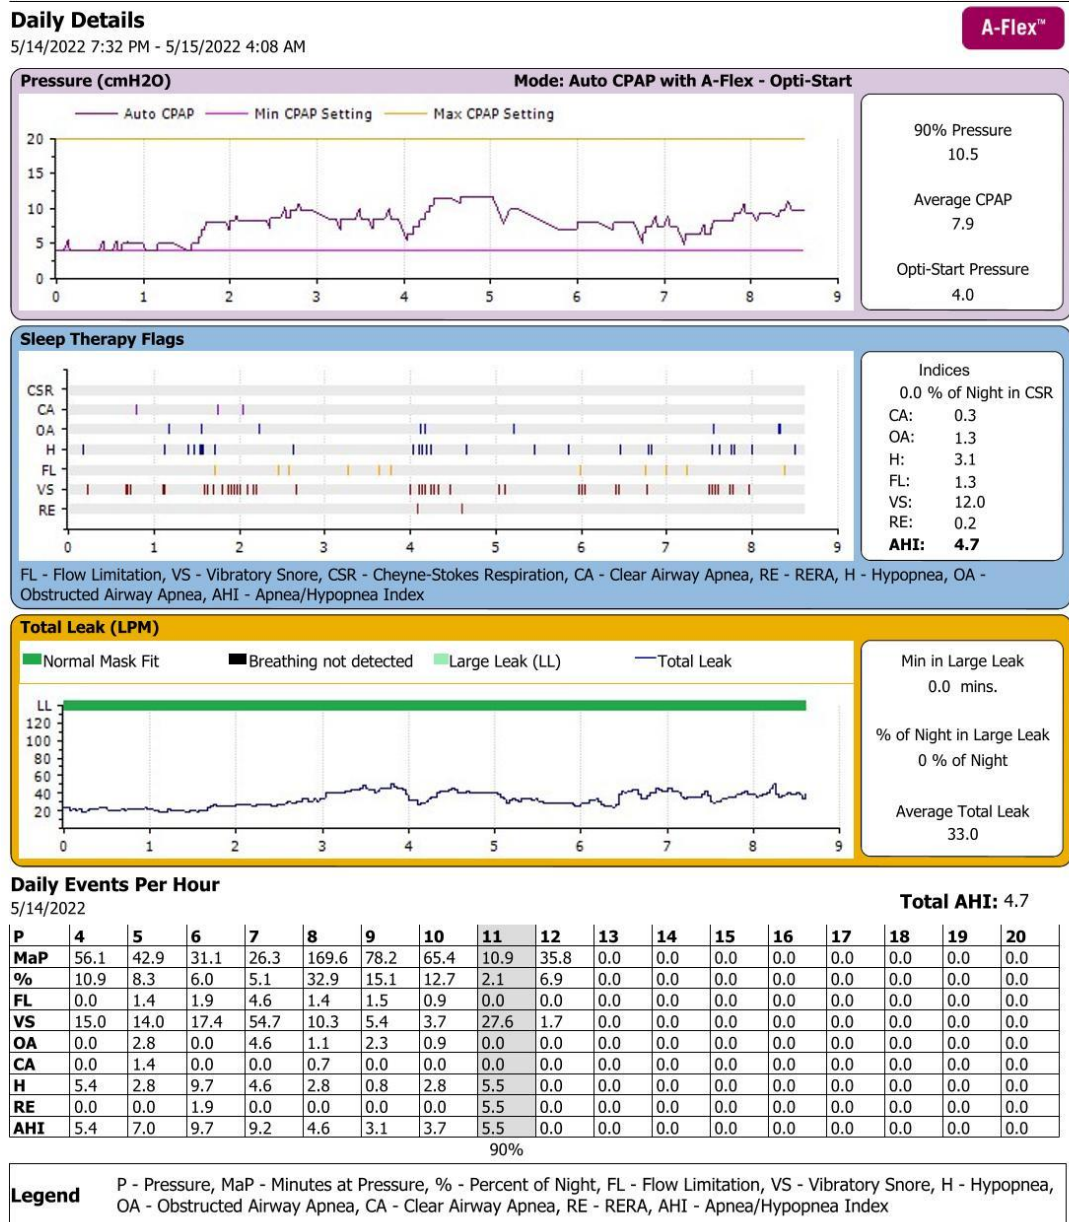 Daily Details
A-Flex™
5/14/2022 7:32 PM - 5/15/2022 4:08 AM
Pressure (cmH2O) Mode: Auto CPAP with A-Flex - Opti-Start
Auto CPAP Min CPAP Setting Max CPAP Setting
20
15
10
5
0
0 1 2 3 4 5 6 7 8 9
90% Pressure
10.5
Average CPAP
7.9
Opti-Start Pressure
4.0
Sleep Therapy Flags
CSR
CA
OA
H
FL
VS
RE
0 1 2 3 4 5 6 7 8 9
Indices
0.0 % of Night in CSR
CA: 0.3
OA: 1.3
H: 3.1
FL: 1.3
VS: 12.0
RE: 0.2
AHI: 4.7
FL - Flow Limitation, VS - Vibratory Snore, CSR - Cheyne-Stokes Respiration, CA - Clear Airway Apnea, RE - RERA, H - Hypopnea, OA -
Obstructed Airway Apnea, AHI - Apnea/Hypopnea Index
Total Leak (LPM)
Normal Mask Fit Breathing not detected Large Leak (LL) Total Leak
LL
120
100
80
60
40
20
0 1 2 3 4 5 6 7 8 9
Min in Large Leak
0.0 mins.
% of Night in Large Leak
0 % of Night
Average Total Leak
33.0
Daily Events Per Hour
5/14/2022
Total AHI: 4.7
P 4 5 6 7 8 9 10 11 12 13 14 15 16 17 18 19 20
MaP 56.1 42.9 31.1 26.3 169.6 78.2 65.4 10.9 35.8 0.0 0.0 0.0 0.0 0.0 0.0 0.0 0.0
% 10.9 8.3 6.0 5.1 32.9 15.1 12.7 2.1 6.9 0.0 0.0 0.0 0.0 0.0 0.0 0.0 0.0
FL 0.0 1.4 1.9 4.6 1.4 1.5 0.9 0.0 0.0 0.0 0.0 0.0 0.0 0.0 0.0 0.0 0.0
VS 15.0 14.0 17.4 54.7 10.3 5.4 3.7 27.6 1.7 0.0 0.0 0.0 0.0 0.0 0.0 0.0 0.0
OA 0.0 2.8 0.0 4.6 1.1 2.3 0.9 0.0 0.0 0.0 0.0 0.0 0.0 0.0 0.0 0.0 0.0
CA 0.0 1.4 0.0 0.0 0.7 0.0 0.0 0.0 0.0 0.0 0.0 0.0 0.0 0.0 0.0 0.0 0.0
H 5.4 2.8 9.7 4.6 2.8 0.8 2.8 5.5 0.0 0.0 0.0 0.0 0.0 0.0 0.0 0.0 0.0
RE 0.0 0.0 1.9 0.0 0.0 0.0 0.0 5.5 0.0 0.0 0.0 0.0 0.0 0.0 0.0 0.0 0.0
AHI 5.4 7.0 9.7 9.2 4.6 3.1 3.7 5.5 0.0 0.0 0.0 0.0 0.0 0.0 0.0 0.0 0.0
90%
Legend
P - Pressure, MaP - Minutes at Pressure, % - Percent of Night, FL - Flow Limitation, VS - Vibratory Snore, H - Hypopnea,
OA - Obstructed Airway Apnea, CA - Clear Airway Apnea, RE - RERA, AHI - Apnea/Hypopnea Index